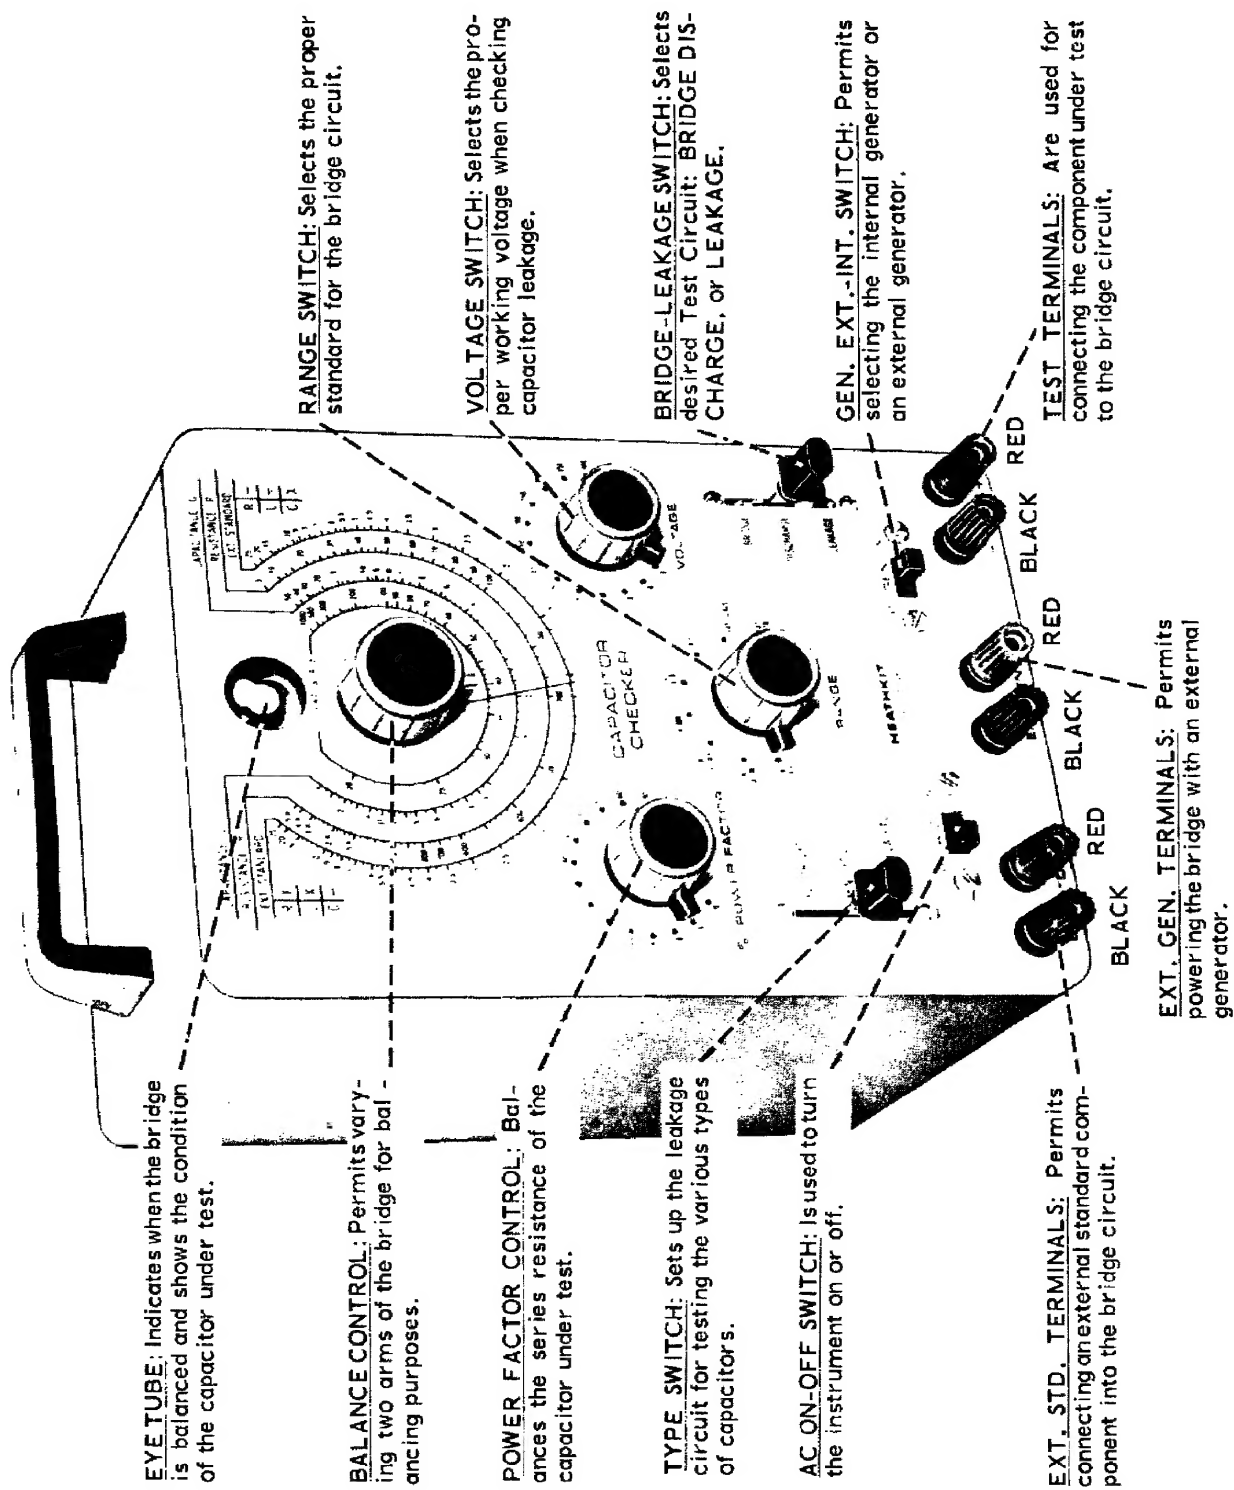 EYE TUBE: Indicates when the bridge
is balanced and shows the condition
of the capacitor under test.
BALANCE CONTROL: Permits vary-
ing two arms of the bridge for bal-
ancing purposes.
POWER FACTOR CONTROL: Bal-
ances the series resistance of the
capacitor under test.
TYPE SWITCH: Sets up the leakage
circuit for testing the various types
of capacitors.
AC ON-OFF SWITCH: Is used to turn
the instrument on or off.
EXT. STD. TERMINALS: Permits
connecting an external standard com-
ponent into the bridge circuit.
EXT. GEN. TERMINALS: Permits
powering the bridge with an external
generator.
RANGE SWITCH: Selects the proper
standard for the bridge circuit.
VOLTAGE SWITCH: Selects the pro-
per working voltage when checking
capacitor leakage.
BRIDGE-LEAKAGE SWITCH: Selects
desired Test Circuit: BRIDGE DIS-
CHARGE, or LEAKAGE.
GEN. EXT.-INT. SWITCH: Permits
selecting the internal generator or
an external generator.
TEST TERMINALS: Are used for
connecting the component under test
to the bridge circuit.
CAPACITANCE
RESISTANCE R
EXT. STANDARD
RESISTANCE
EXT. STANDARD
CAPACITOR
CHECKER
VOLTAGE
% POWER FACTOR
RANGE
LEAKAGE
HEATHKIT
BLACK
RED
BLACK
RED
BLACK
RED